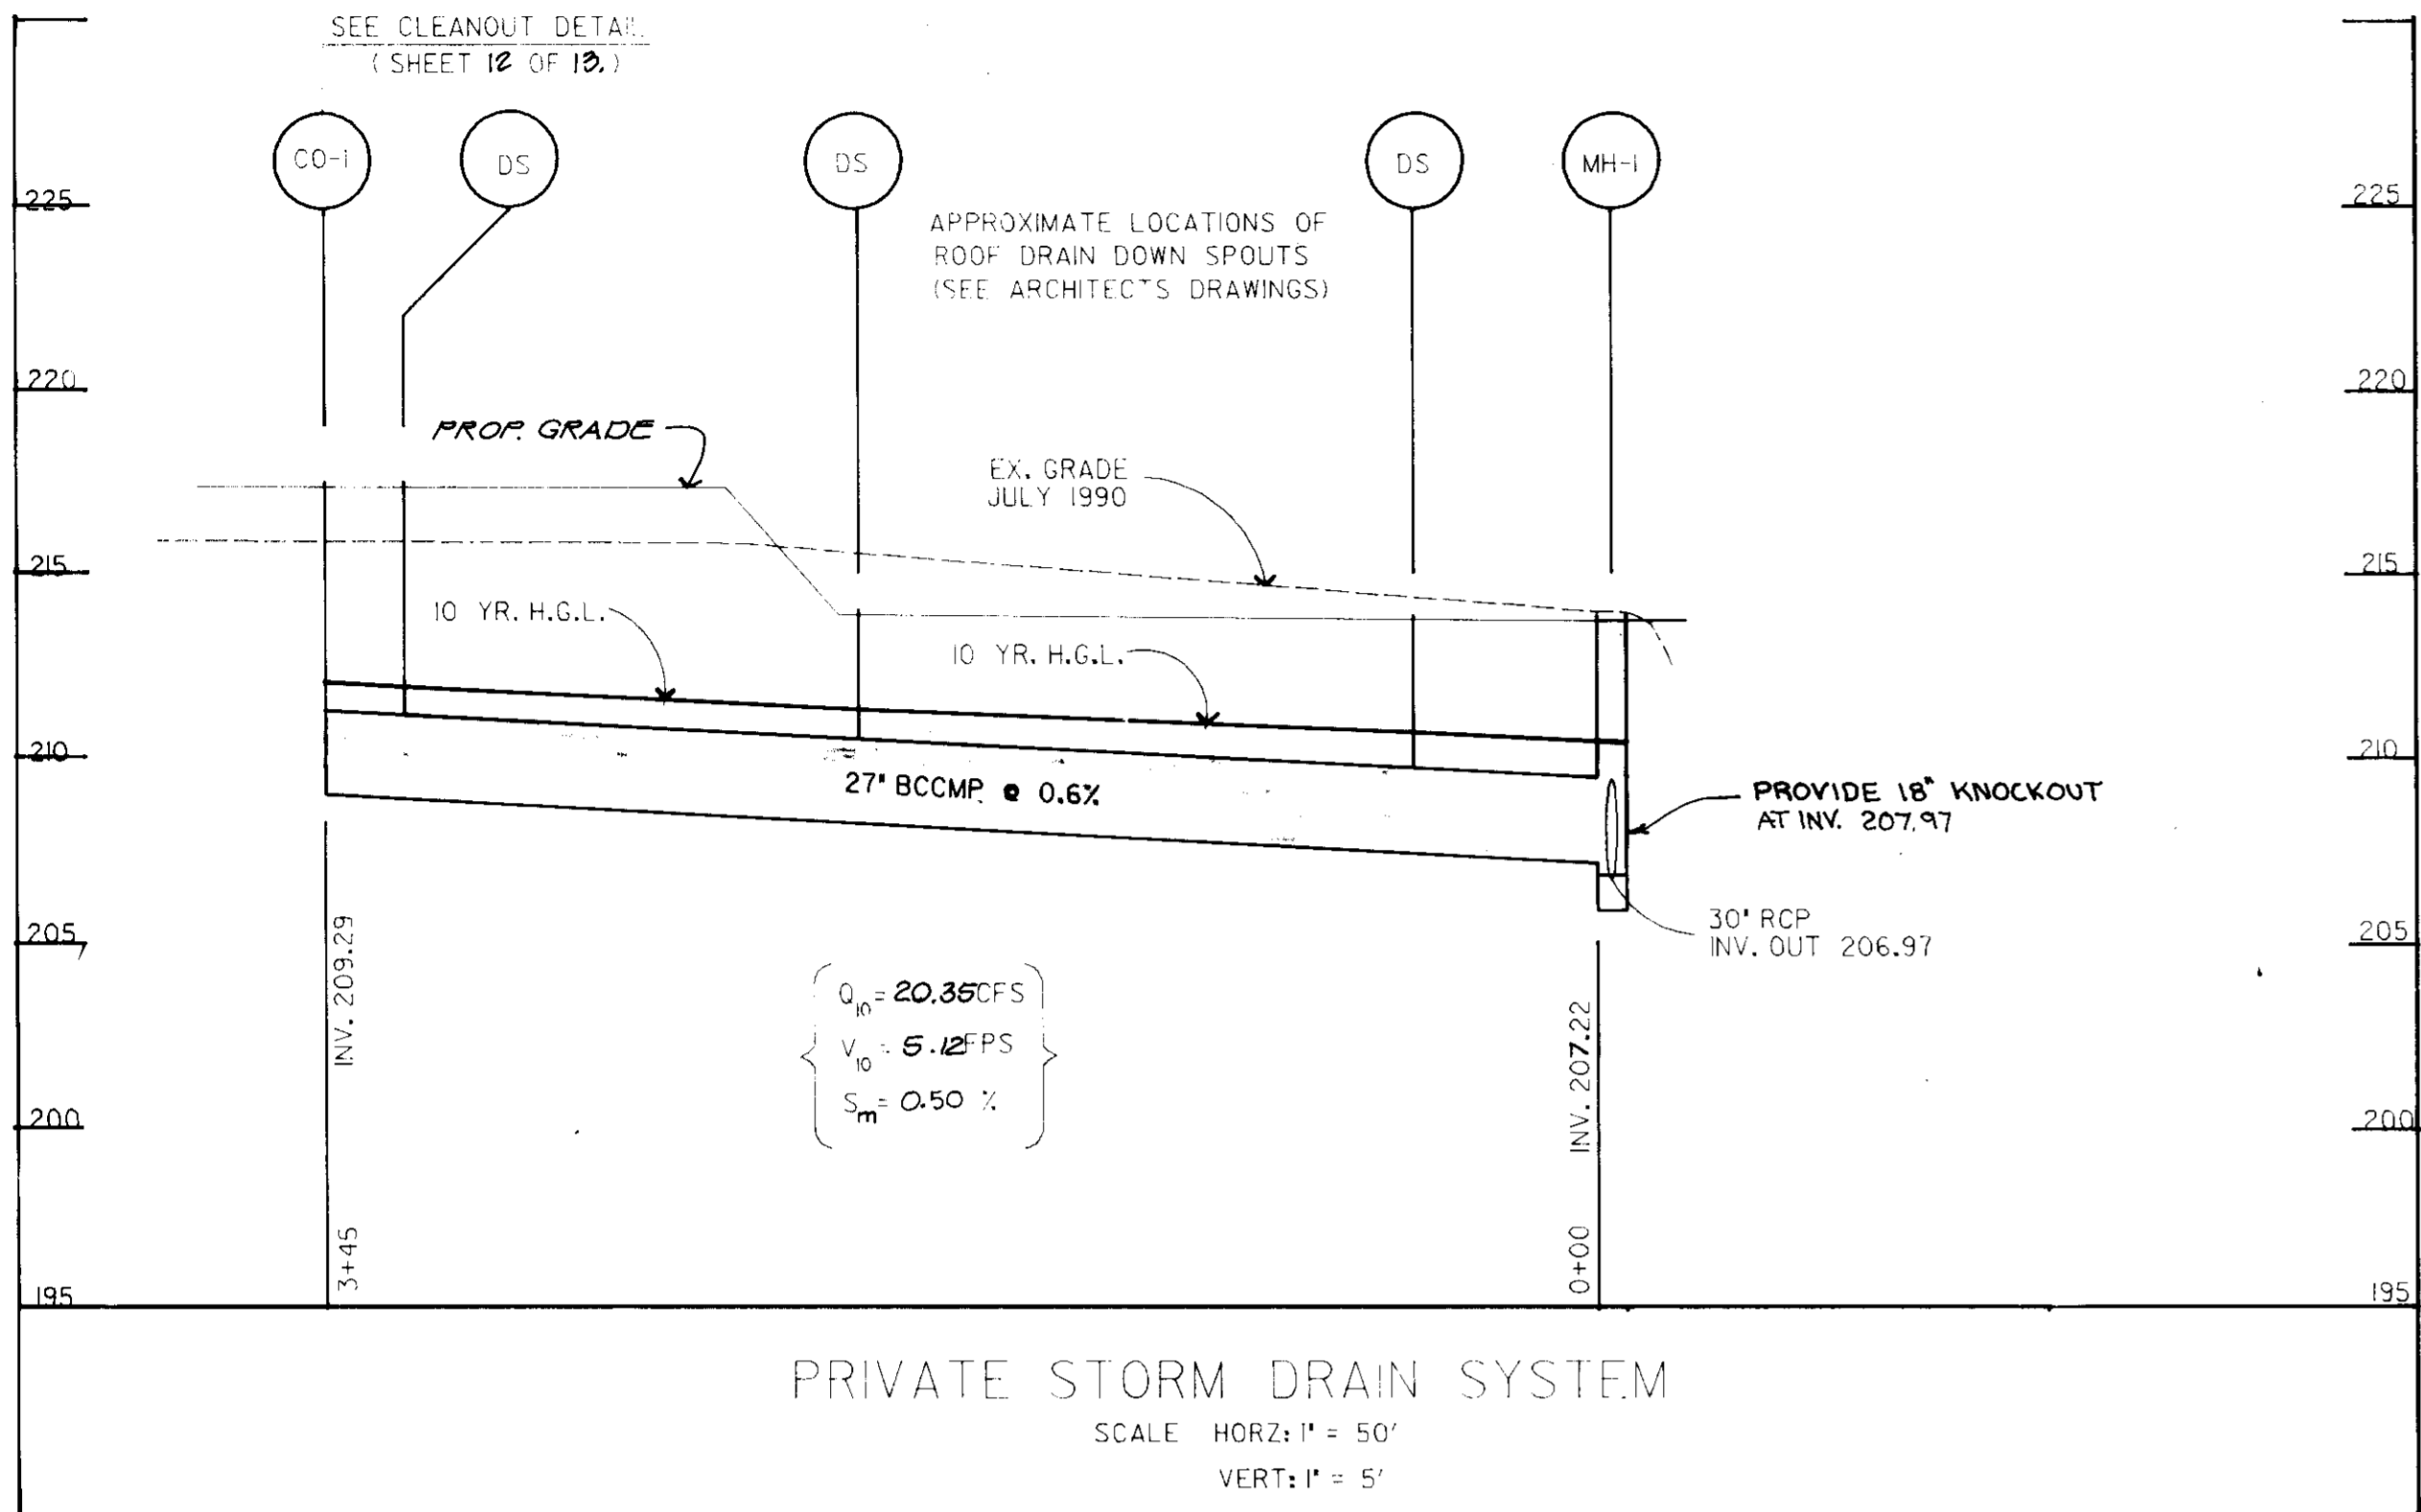 SEE CLEANOUT DETAIL
(SHEET 12 OF 13.)
CO-1
DS
DS
DS
MH-1
225
225
APPROXIMATE LOCATIONS OF
ROOF DRAIN DOWN SPOUTS
(SEE ARCHITECTS DRAWINGS)
220
220
PROP. GRADE
EX. GRADE
JULY 1990
215
215
10 YR. H.G.L.
10 YR. H.G.L.
210
210
27" BCCMP. @ 0.6%
PROVIDE 18" KNOCKOUT
AT INV. 207.97
30" RCP
INV. OUT 206.97
205
205
INV. 209.29
INV. 207.22
Q10 = 20.35CFS
V10 = 5.12FPS
Sm = 0.50 %
200
200
3+45
0+00
195
195
PRIVATE STORM DRAIN SYSTEM
SCALE HORZ: 1" = 50'
VERT: 1" = 5'